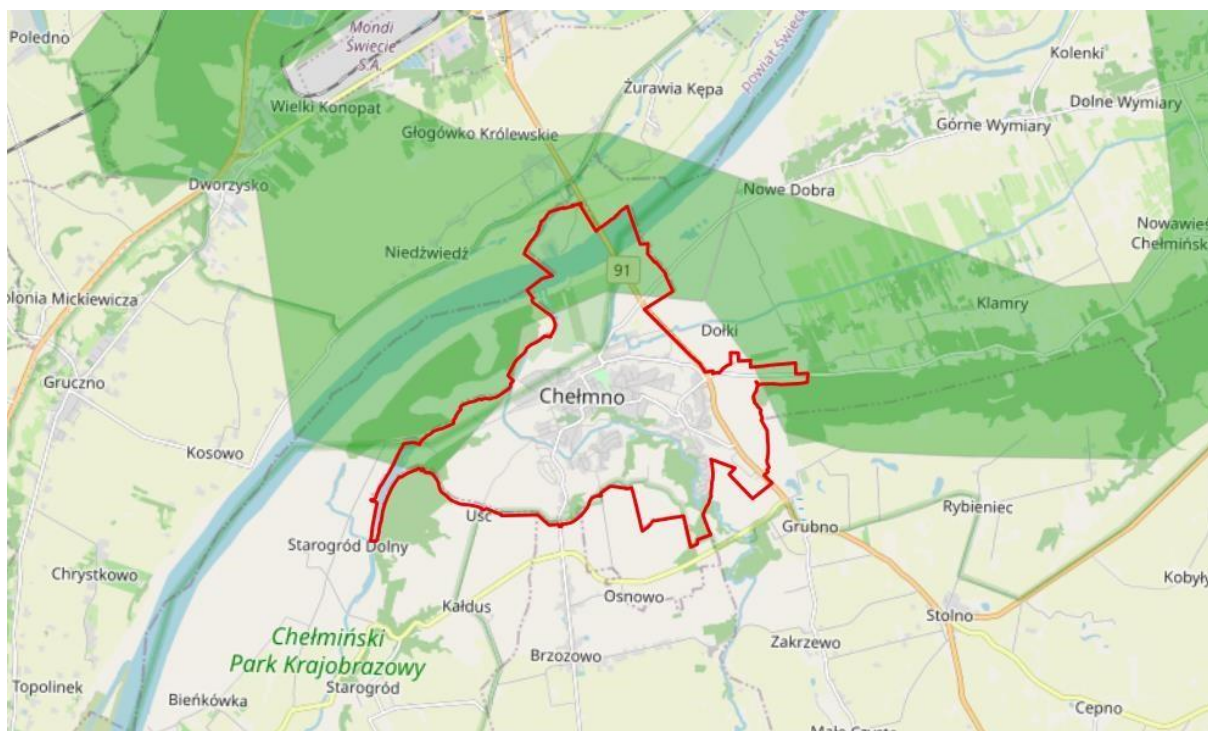 Poledno
Mondi
Świecie
S.A.
powiat świecki
Kolenki
Żurawia Kępa
Wielki Konopat
Dolne Wymiary
Głogówko Królewskie
Górne Wymiary
Dworzysko
Nowe Dobra
Nowawieś
Chełmińsk
Niedźwiedź
91
olonia Mickiewicza
Klamry
Dołki
Gruczno
Chełmno
Kosowo
Rybieniec
Uść
Grubno
Starogród Dolny
Chrystkowo
Kobyły
Kałdus
Osnowo
Stolno
Chełmiński
Park Krajobrazowy
Zakrzewo
Brzozowo
Topolinek
Starogród
Bieńkówka
Cepno